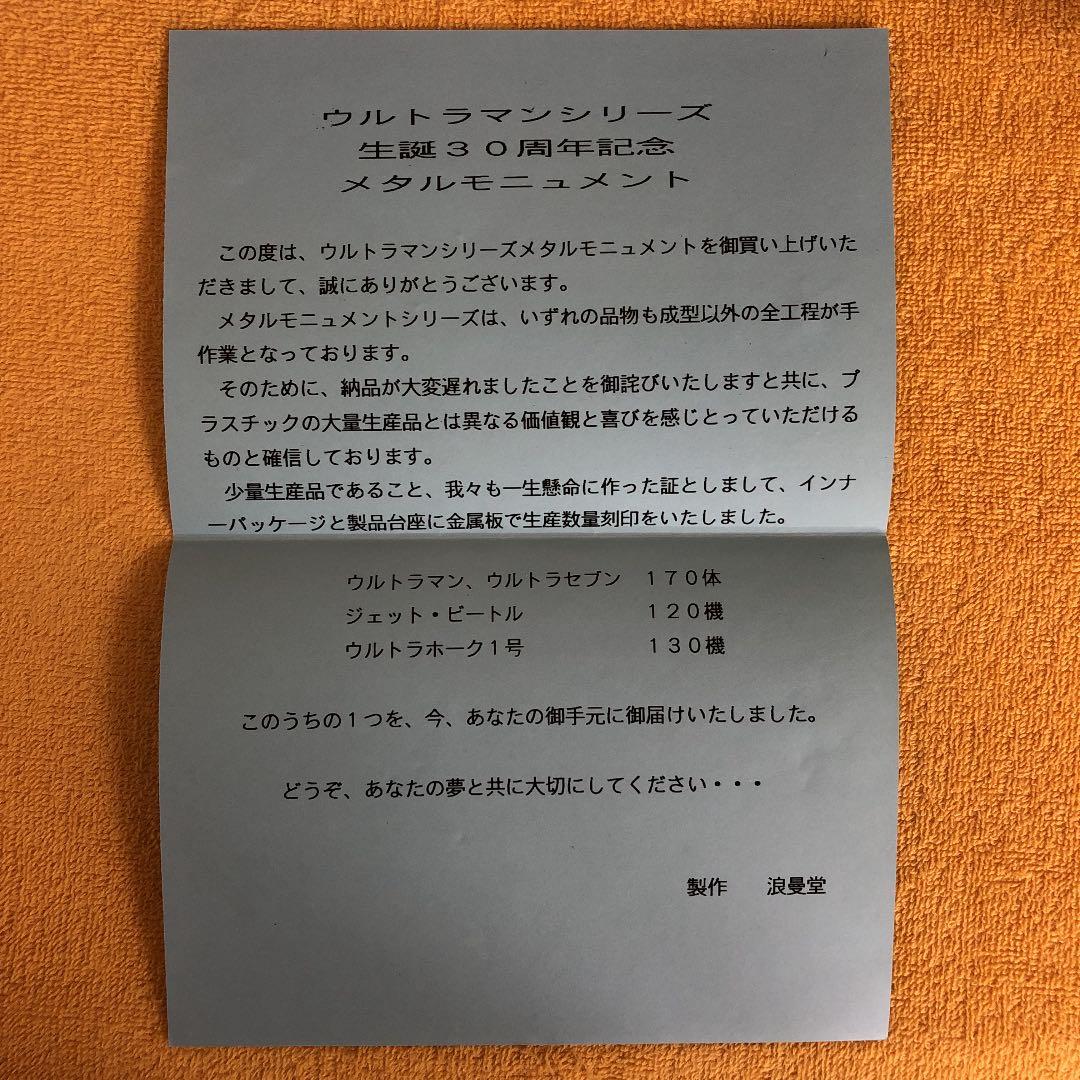 ウルトラマンシリーズ
生誕３０周年記念
メタルモニュメント
この度は、ウルトラマンシリーズメタルモニュメントを御買い上げいた
だきまして、誠にありがとうございます。
メタルモニュメントシリーズは、いずれの品物も成型以外の全工程が手
作業となっております。
そのために、納品が大変遅れましたことを御詫びいたしますと共に、プ
ラスチックの大量生産品とは異なる価値観と喜びを感じとっていただける
ものと確信しております。
少量生産品であること、我々も一生懸命に作った証としまして、インナ
ーパッケージと製品台座に金属板で生産数量刻印をいたしました。
ウルトラマン、ウルトラセブン　１７０体
ジェット・ビートル　１２０機
ウルトラホーク１号　１３０機
このうちの１つを、今、あなたの御手元に御届けいたしました。
どうぞ、あなたの夢と共に大切にしてください・・・
製作　浪曼堂